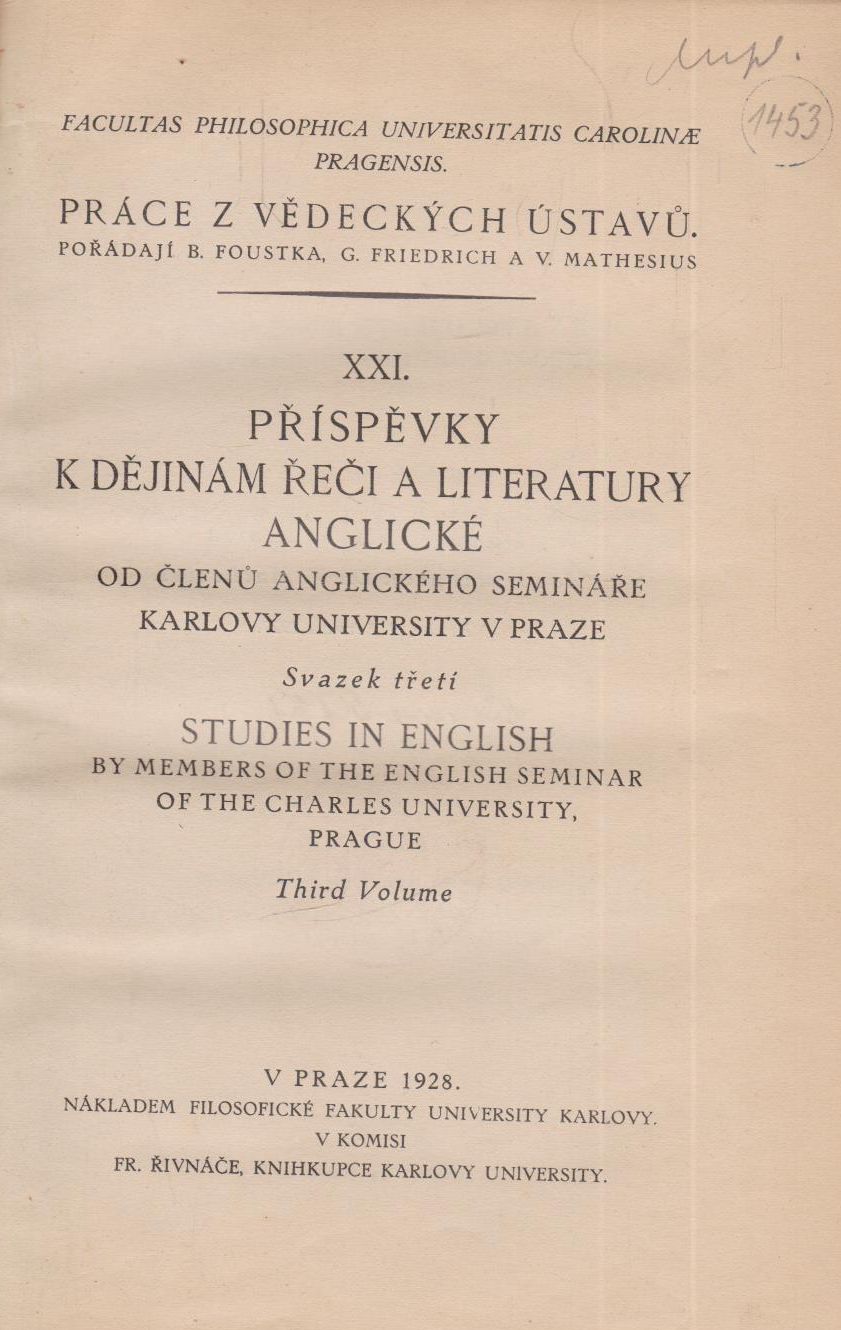 1453
FACULTAS PHILOSOPHICA UNIVERSITATIS CAROLINÆ
PRAGENSIS.
PRÁCE Z VĚDECKÝCH ÚSTAVŮ.
POŘÁDAJÍ B. FOUSTKA, G. FRIEDRICH A V. MATHESIUS
XXI.
PŘÍSPĚVKY
K DĚJINÁM ŘEČI A LITERATURY
ANGLICKÉ
OD ČLENŮ ANGLICKÉHO SEMINÁŘE
KARLOVY UNIVERSITY V PRAZE
Svazek třetí
STUDIES IN ENGLISH
BY MEMBERS OF THE ENGLISH SEMINAR
OF THE CHARLES UNIVERSITY,
PRAGUE
Third Volume
V PRAZE 1928.
NÁKLADEM FILOSOFICKÉ FAKULTY UNIVERSITY KARLOVY.
V KOMISI
FR. ŘIVNÁČE, KNIHKUPCE KARLOVY UNIVERSITY.